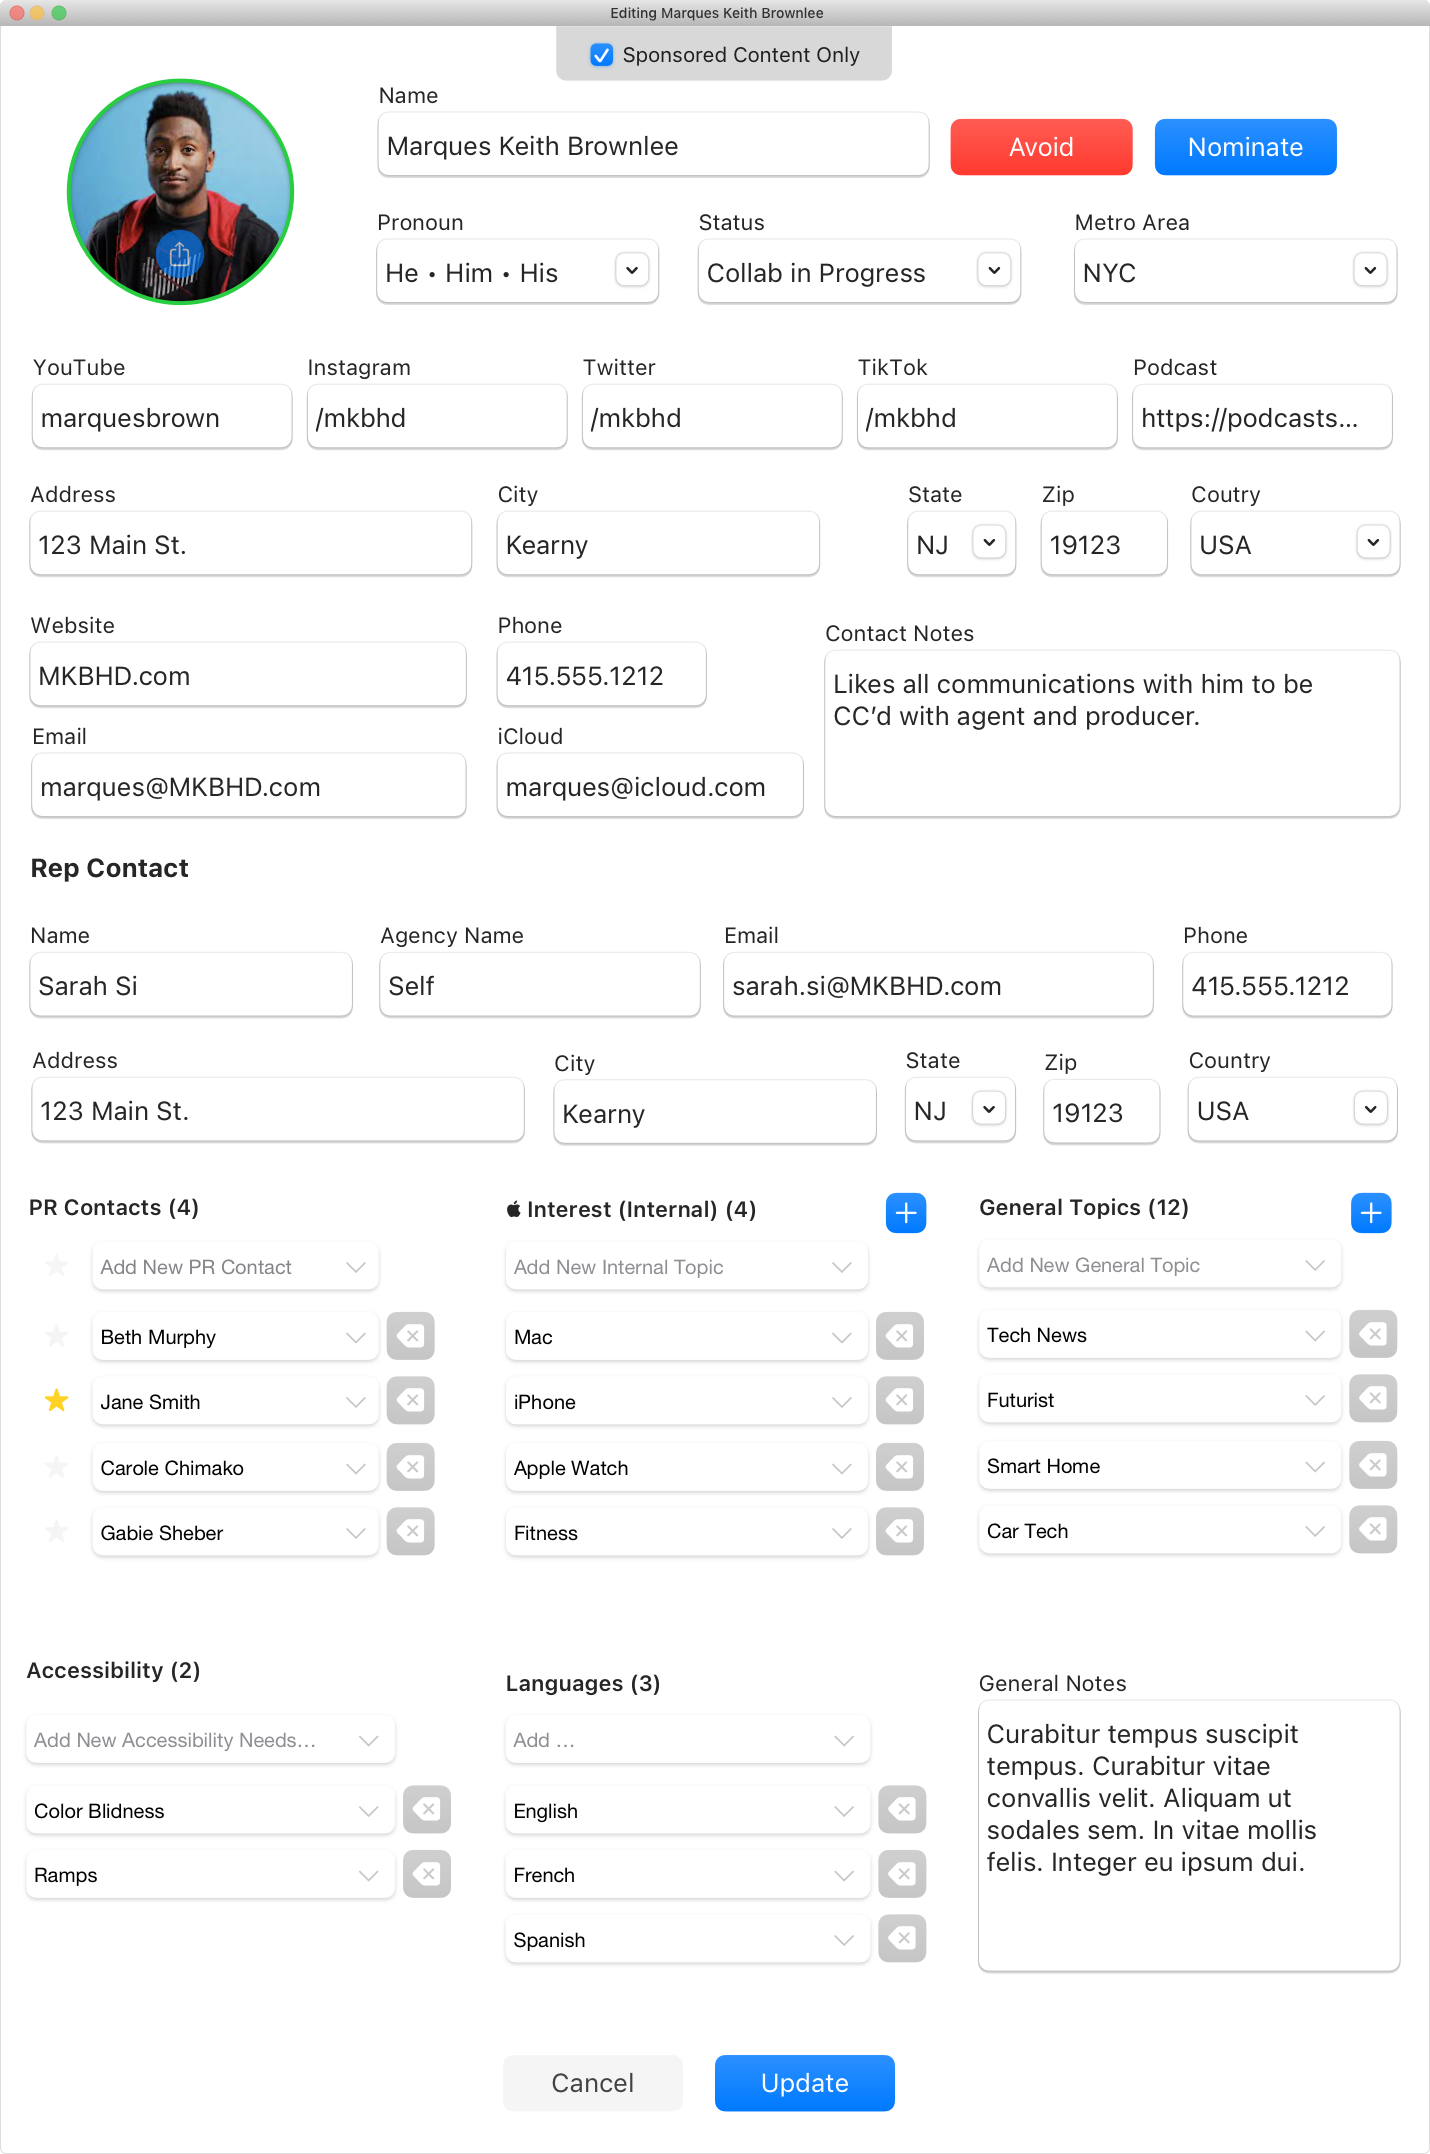 Editing Marques Keith Brownlee
Sponsored Content Only
Name
Marques Keith Brownlee
Avoid
Nominate
Pronoun
Status
Metro Area
He • Him • His
Collab in Progress
NYC
YouTube
Instagram
Twitter
TikTok
Podcast
marquesbrown
/mkbhd
/mkbhd
/mkbhd
https://podcasts...
Address
City
State
Zip
Coutry
123 Main St.
Kearny
NJ
19123
USA
Website
Phone
Contact Notes
MKBHD.com
415.555.1212
Likes all communications with him to be
CC’d with agent and producer.
Email
iCloud
marques@MKBHD.com
marques@icloud.com
Rep Contact
Name
Agency Name
Email
Phone
Sarah Si
Self
sarah.si@MKBHD.com
415.555.1212
Address
City
State
Zip
Country
123 Main St.
Kearny
NJ
19123
USA
PR Contacts (4)
Add New PR Contact
Beth Murphy
Jane Smith
Carole Chimako
Gabie Sheber
Interest (Internal) (4)
Add New Internal Topic
Mac
iPhone
Apple Watch
Fitness
General Topics (12)
Add New General Topic
Tech News
Futurist
Smart Home
Car Tech
Accessibility (2)
Add New Accessibility Needs...
Color Blidness
Ramps
Languages (3)
Add ...
English
French
Spanish
General Notes
Curabitur tempus suscipit
tempus. Curabitur vitae
convallis velit. Aliquam ut
sodales sem. In vitae mollis
felis. Integer eu ipsum dui.
Cancel
Update